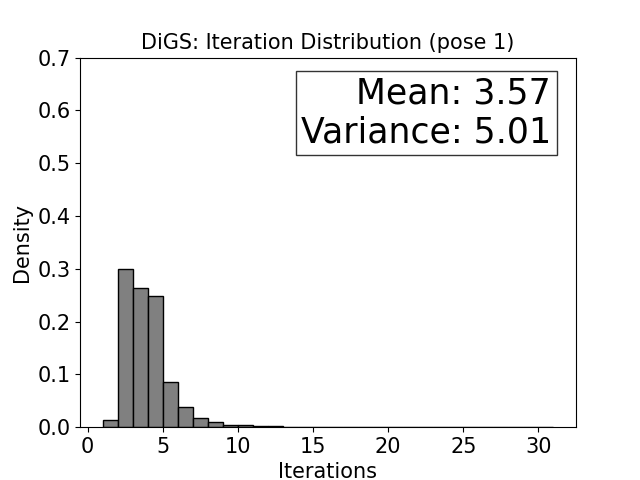 DiGS: Iteration Distribution (pose 1)
Mean: 3.57
Variance: 5.01
Density
0.7
0.6
0.5
0.4
0.3
0.2
0.1
0.0
0 5 10 15 20 25 30
Iterations